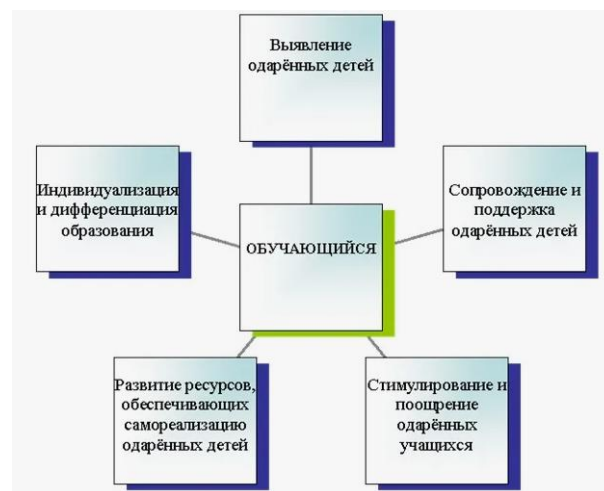 Выявление
одарённых детей
Индивидуализация
и дифференциация
образования
Сопровождение и
поддержка
одарённых детей
ОБУЧАЮЩИЙСЯ
Развитие ресурсов,
обеспечивающих
самореализацию
одарённых детей
Стимулирование и
поощрение
одарённых
учащихся